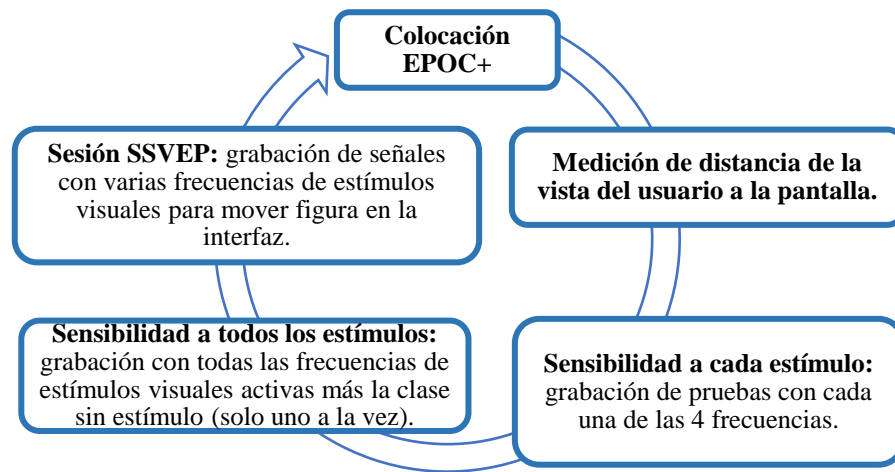 Colocación
EPOC+
Medición de distancia de la
vista del usuario a la pantalla.
Sensibilidad a cada estímulo:
grabación de pruebas con cada
una de las 4 frecuencias.
Sensibilidad a todos los estímulos:
grabación con todas las frecuencias de
estímulos visuales activas más la clase
sin estímulo (solo uno a la vez).
Sesión SSVEP: grabación de señales
con varias frecuencias de estímulos
visuales para mover figura en la
interfaz.